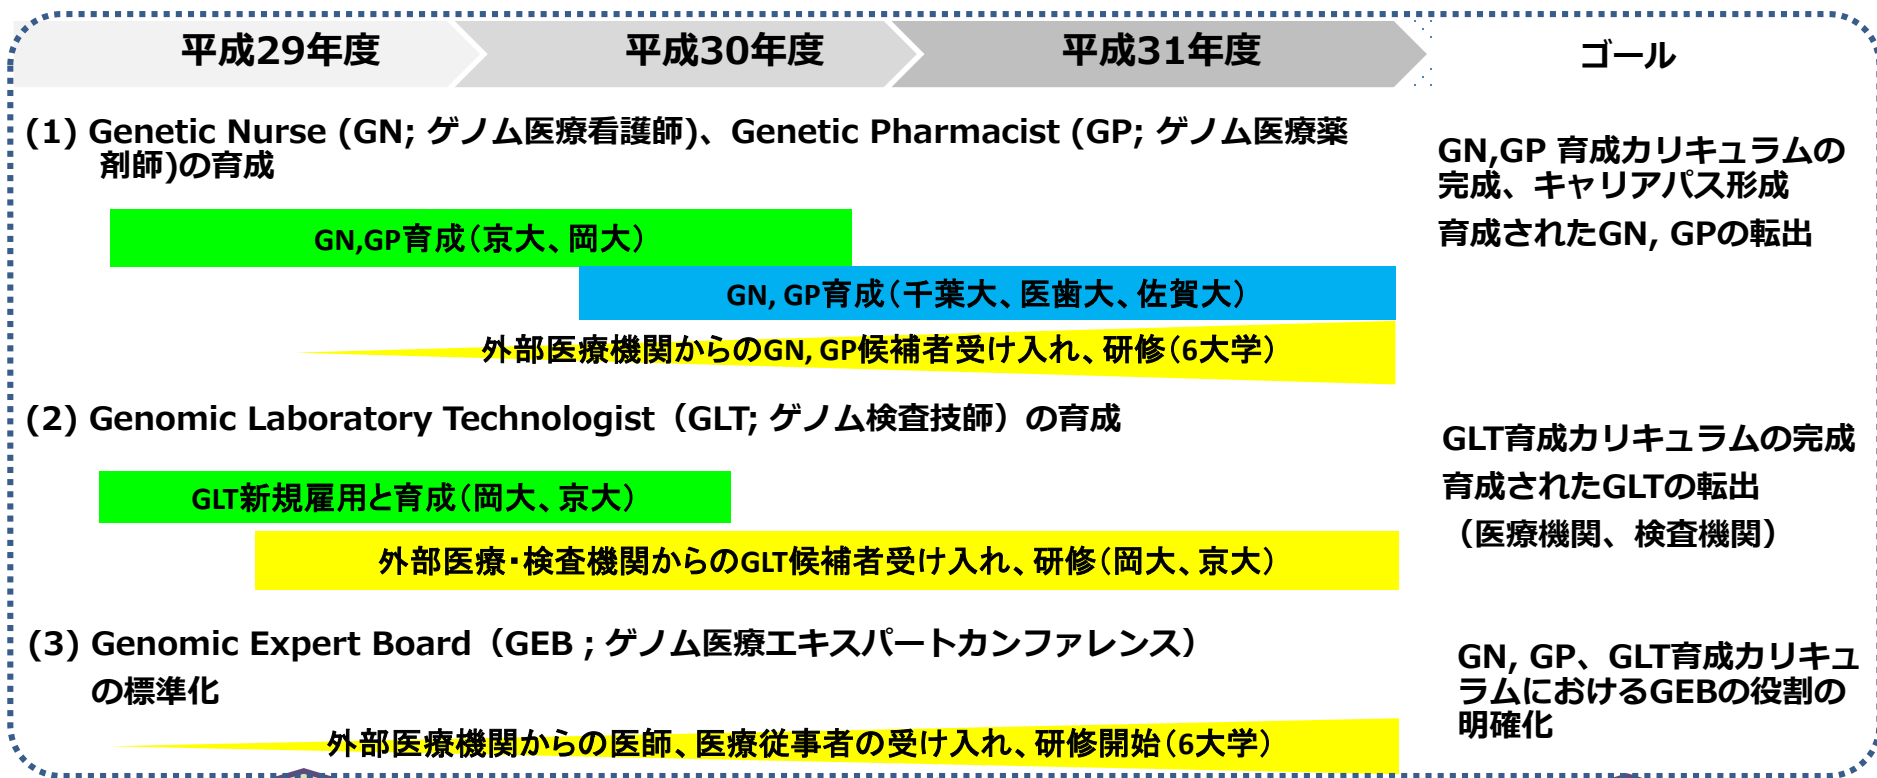 平成29年度
平成30年度
平成31年度
ゴール
(1) Genetic Nurse (GN; ゲノム医療看護師)、Genetic Pharmacist (GP; ゲノム医療薬
剤師)の育成
GN,GP育成（京大、岡大）
GN, GP育成（千葉大、医歯大、佐賀大）
外部医療機関からのGN, GP候補者受け入れ、研修（6大学）
GN,GP 育成カリキュラムの
完成、キャリアパス形成
育成されたGN, GPの転出
(2) Genomic Laboratory Technologist（GLT; ゲノム検査技師）の育成
GLT新規雇用と育成（岡大、京大）
外部医療・検査機関からのGLT候補者受け入れ、研修（岡大、京大）
GLT育成カリキュラムの完成
育成されたGLTの転出
（医療機関、検査機関）
(3) Genomic Expert Board（GEB ; ゲノム医療エキスパートカンファレンス）
の標準化
外部医療機関からの医師、医療従事者の受け入れ、研修開始（6大学）
GN, GP、GLT育成カリキュ
ラムにおけるGEBの役割の
明確化